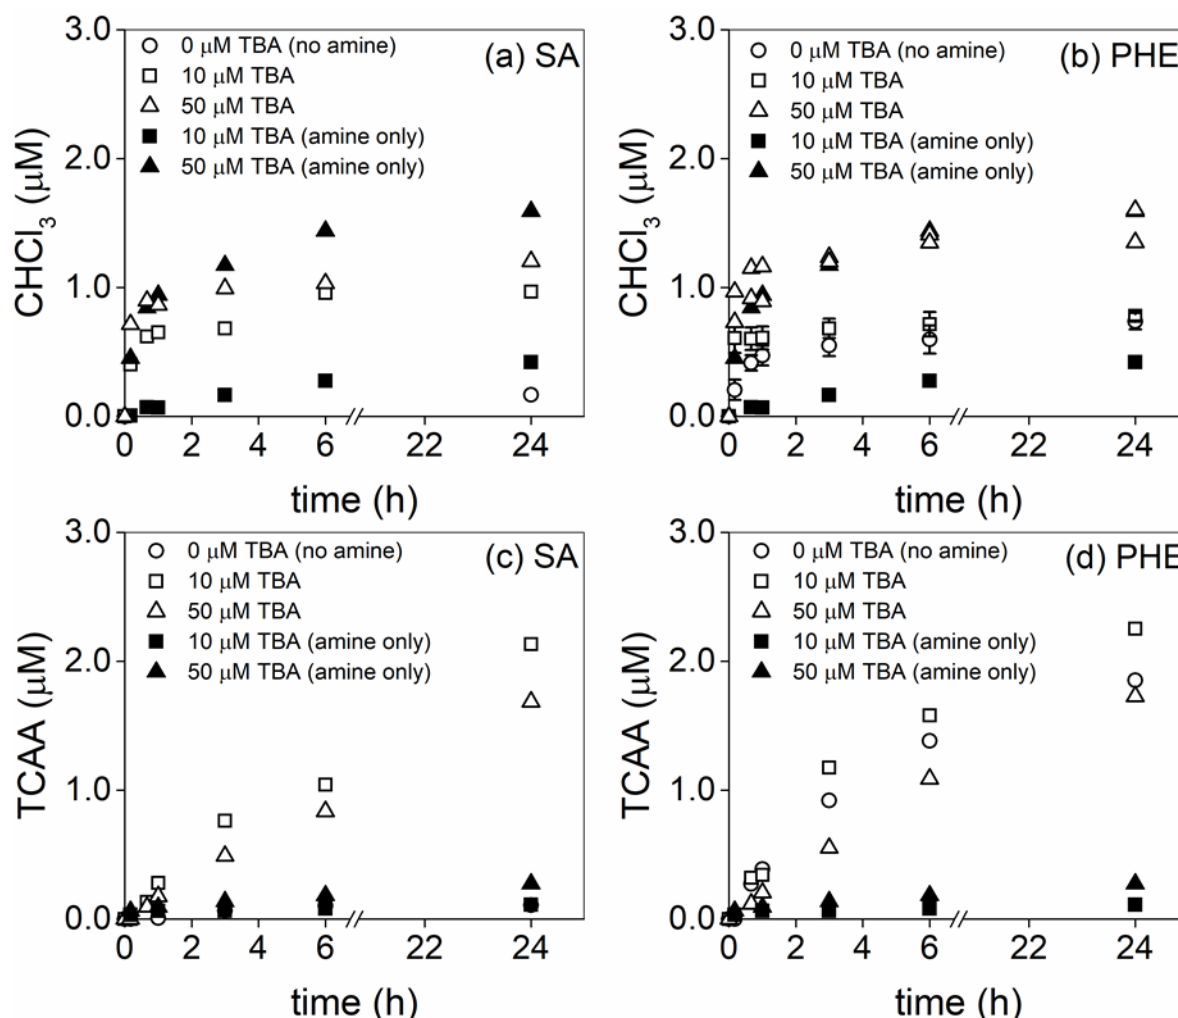 3.0
2.0
1.0
0.0
CHCl₃ (μM)
(a) SA
0 μM TBA (no amine)
10 μM TBA
50 μM TBA
10 μM TBA (amine only)
50 μM TBA (amine only)
0 2 4 6 22 24
time (h)
3.0
2.0
1.0
0.0
CHCl₃ (μM)
(b) PHE
0 μM TBA (no amine)
10 μM TBA
50 μM TBA
10 μM TBA (amine only)
50 μM TBA (amine only)
0 2 4 6 22 24
time (h)
3.0
2.0
1.0
0.0
TCAA (μM)
(c) SA
0 μM TBA (no amine)
10 μM TBA
50 μM TBA
10 μM TBA (amine only)
50 μM TBA (amine only)
0 2 4 6 22 24
time (h)
3.0
2.0
1.0
0.0
TCAA (μM)
(d) PHE
0 μM TBA (no amine)
10 μM TBA
50 μM TBA
10 μM TBA (amine only)
50 μM TBA (amine only)
0 2 4 6 22 24
time (h)